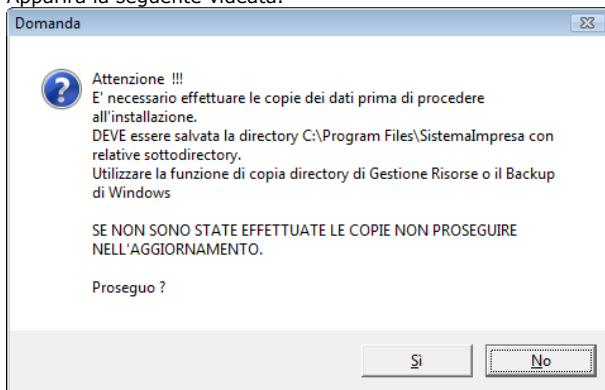 Apparirà la seguente videata:
Domanda
Attenzione !!!
E' necessario effettuare le copie dei dati prima di procedere
all'installazione.
DEVE essere salvata la directory C:\Program Files\SistemaImpresa con
relative sottodirectory.
Utilizzare la funzione di copia directory di Gestione Risorse o il Backup
di Windows
SE NON SONO STATE EFFETTUATE LE COPIE NON PROSEGUIRE
NELL'AGGIORNAMENTO.
Proseguo ?
Sì
No